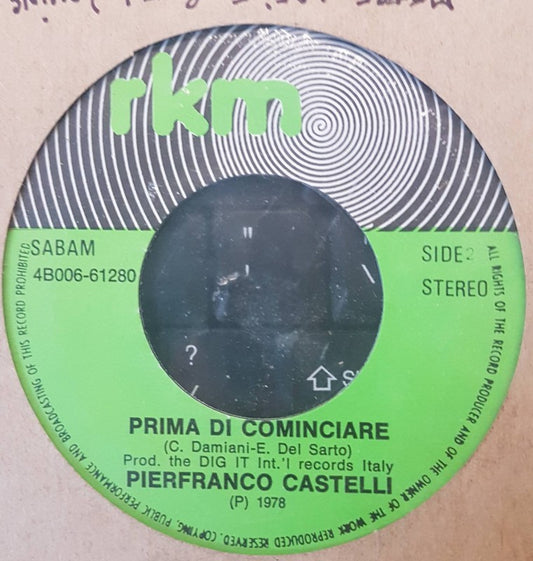 rkm
SABAM
4B006-61280
SIDE 2
STEREO
PRIMA DI COMINCIARE
(C. Damiani-E. Del Sarto)
Prod. the DIG IT Int.'l records Italy
PIERFRANCO CASTELLI
(P) 1978
ALL RIGHTS OF THE RECORD PRODUCER AND OF THE OWNER OF THE WORK REPRODUCED RESERVED. COPYING, PUBLIC PERFORMANCE AND BROADCASTING OF THIS RECORD PROHIBITED
"
'
\
?
/